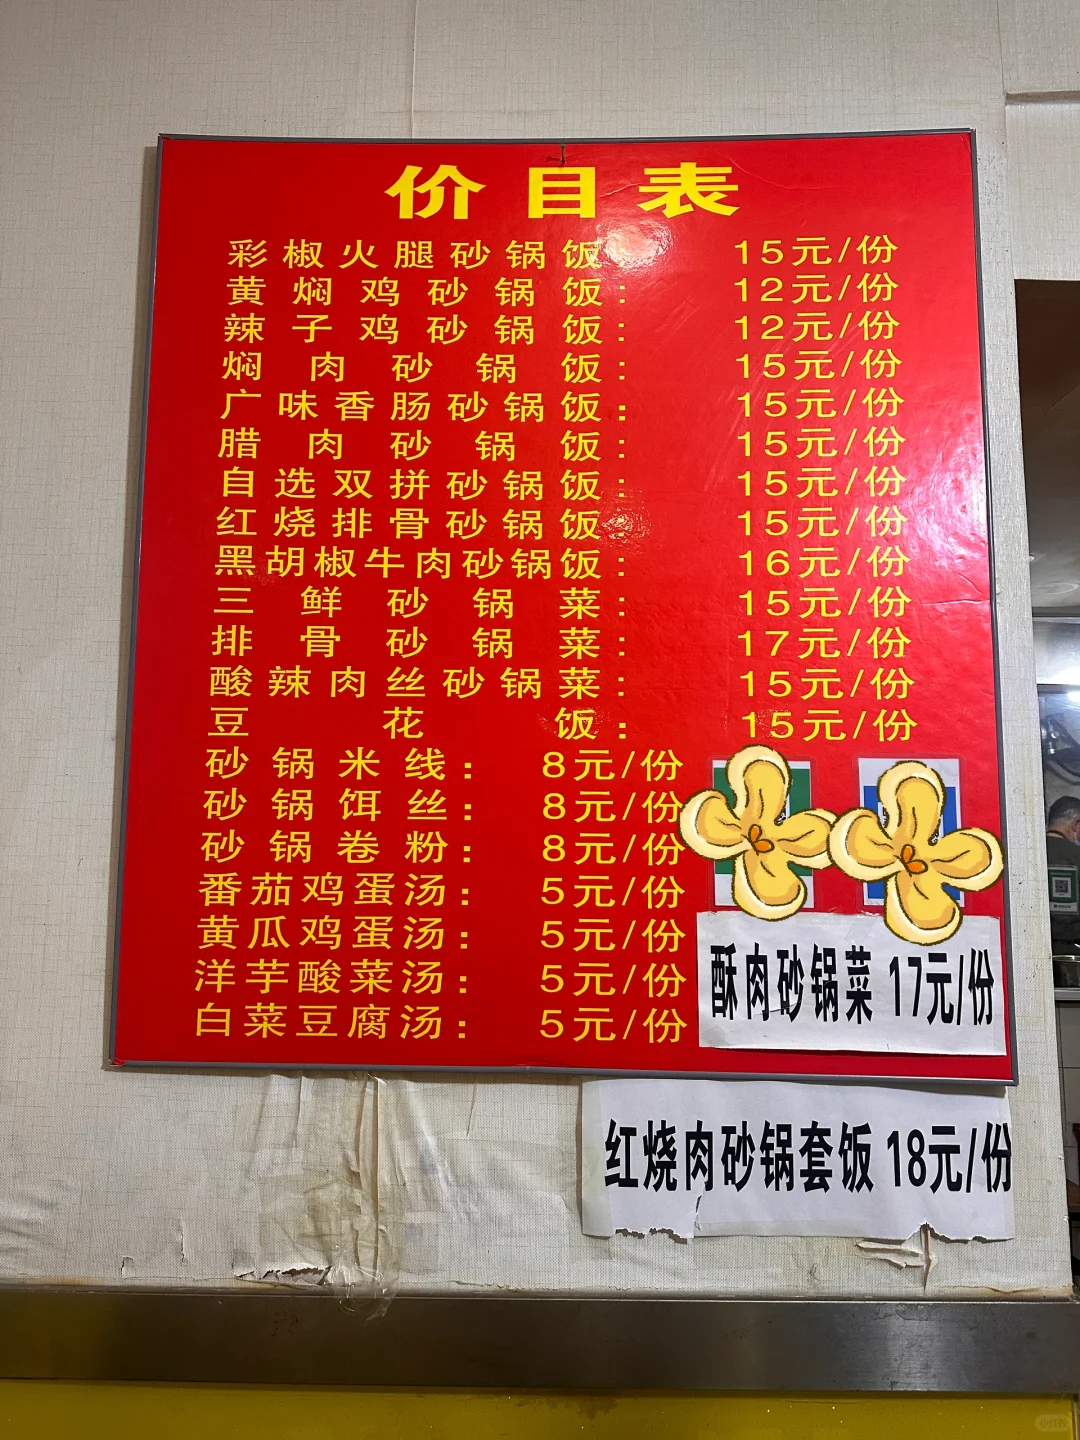 价目表
彩椒火腿砂锅饭: 15元/份
黄焖鸡砂锅饭: 12元/份
辣子鸡砂锅饭: 12元/份
焖肉砂锅饭: 15元/份
广味香肠砂锅饭: 15元/份
腊肉砂锅饭: 15元/份
自选双拼砂锅饭: 15元/份
红烧排骨砂锅饭: 15元/份
黑胡椒牛肉砂锅饭: 16元/份
三鲜砂锅菜: 15元/份
排骨砂锅菜: 17元/份
酸辣肉丝砂锅菜: 15元/份
豆花饭: 15元/份
砂锅米线: 8元/份
砂锅饵丝: 8元/份
砂锅卷粉: 8元/份
番茄鸡蛋汤: 5元/份
黄瓜鸡蛋汤: 5元/份
洋芋酸菜汤: 5元/份
白菜豆腐汤: 5元/份
酥肉砂锅菜 17元/份
红烧肉砂锅套饭 18元/份
小红书